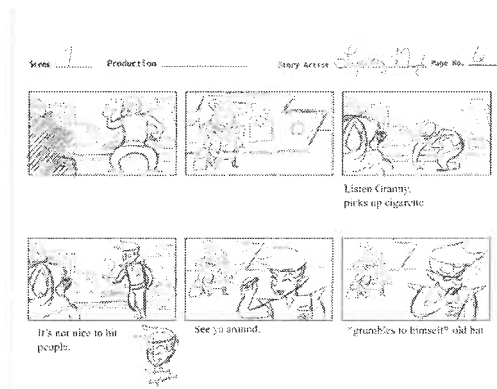 Scene 1 Production Story Artist Page No. 6
Listen Granny,
picks up cigarette
It's not nice to hit
people.
See ya around.
*grumbles to himself* old bat